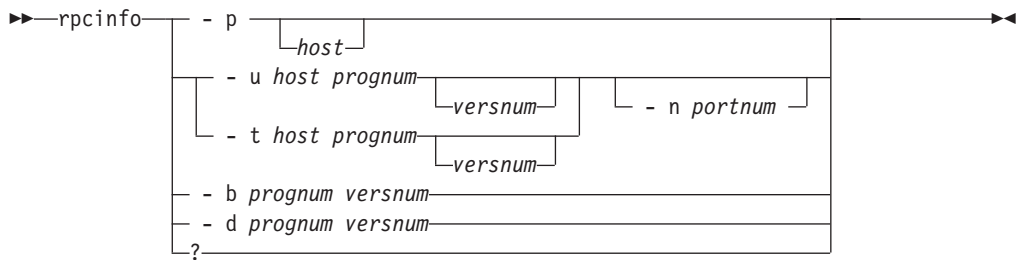 rpcinfo - p
host
- u host prognum
versnum
- n portnum
- t host prognum
versnum
- b prognum versnum
- d prognum versnum
?